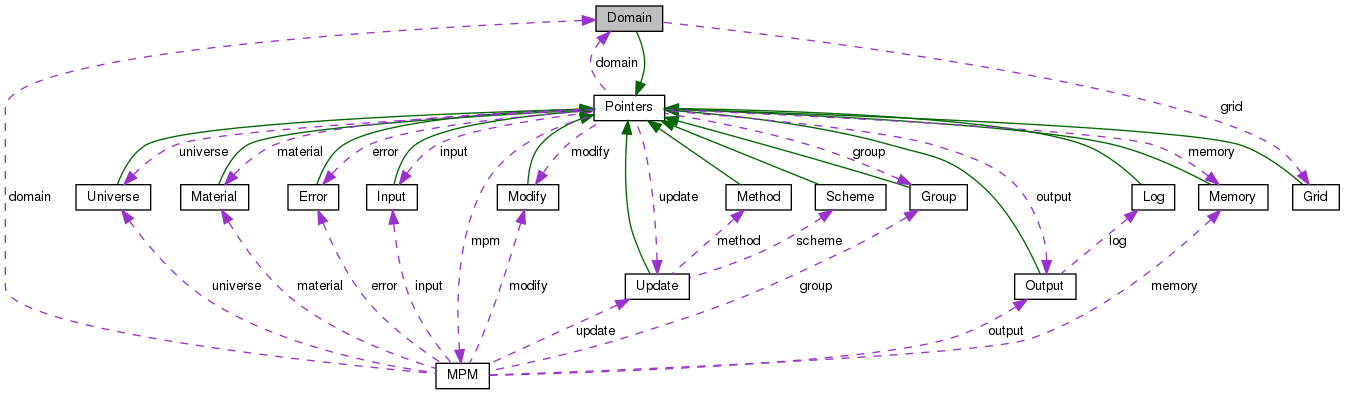 Domain
domain
grid
Pointers
universe
material
error
input
modify
group
memory
Universe
Material
Error
Input
Modify
update
Method
Scheme
Group
output
Log
Memory
Grid
domain
mpm
method
scheme
log
universe
material
error
input
modify
Update
group
Output
memory
update
output
MPM